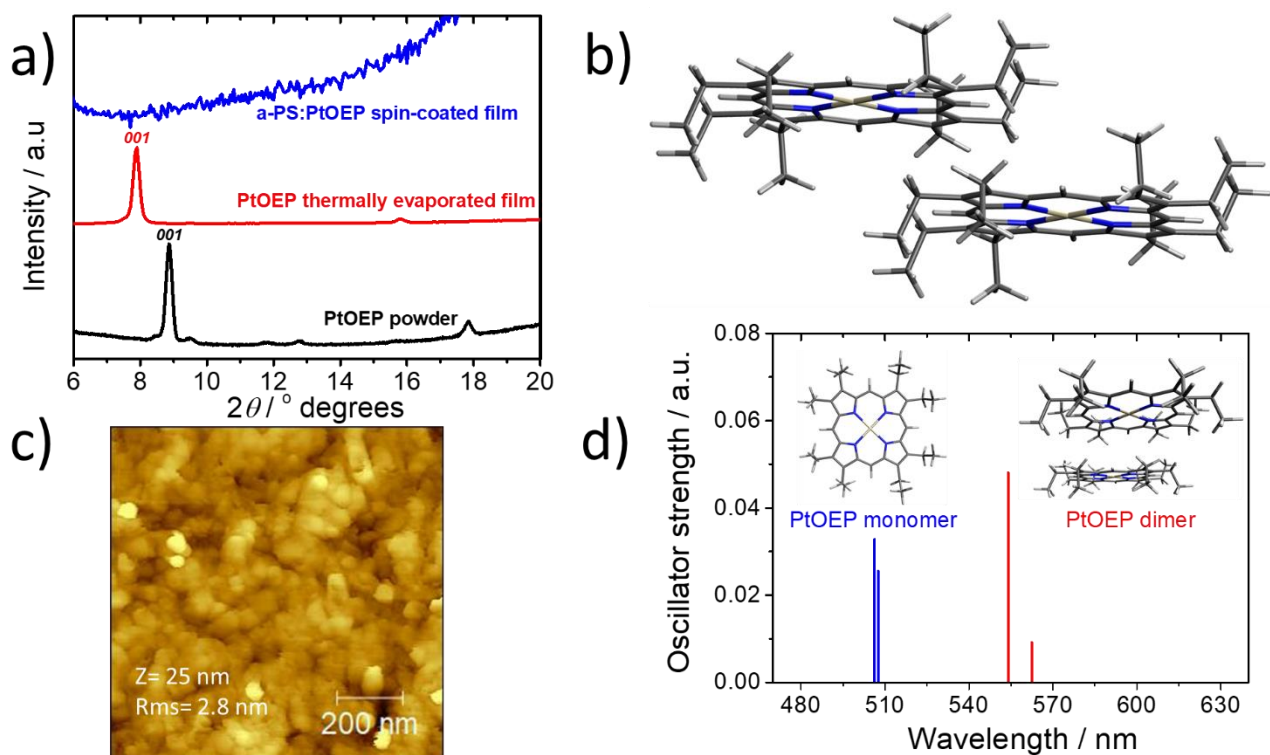 a)
Intensity / a.u
a-PS:PtOEP spin-coated film
001
PtOEP thermally evaporated film
001
PtOEP powder
6 8 10 12 14 16 18 20
2θ/ ° degrees
b)
c)
Z= 25 nm
Rms= 2.8 nm
200 nm
d)
Oscillator strength / a.u.
0.08
0.06
0.04
0.02
0.00
PtOEP monomer
PtOEP dimer
480 510 540 570 600 630
Wavelength / nm